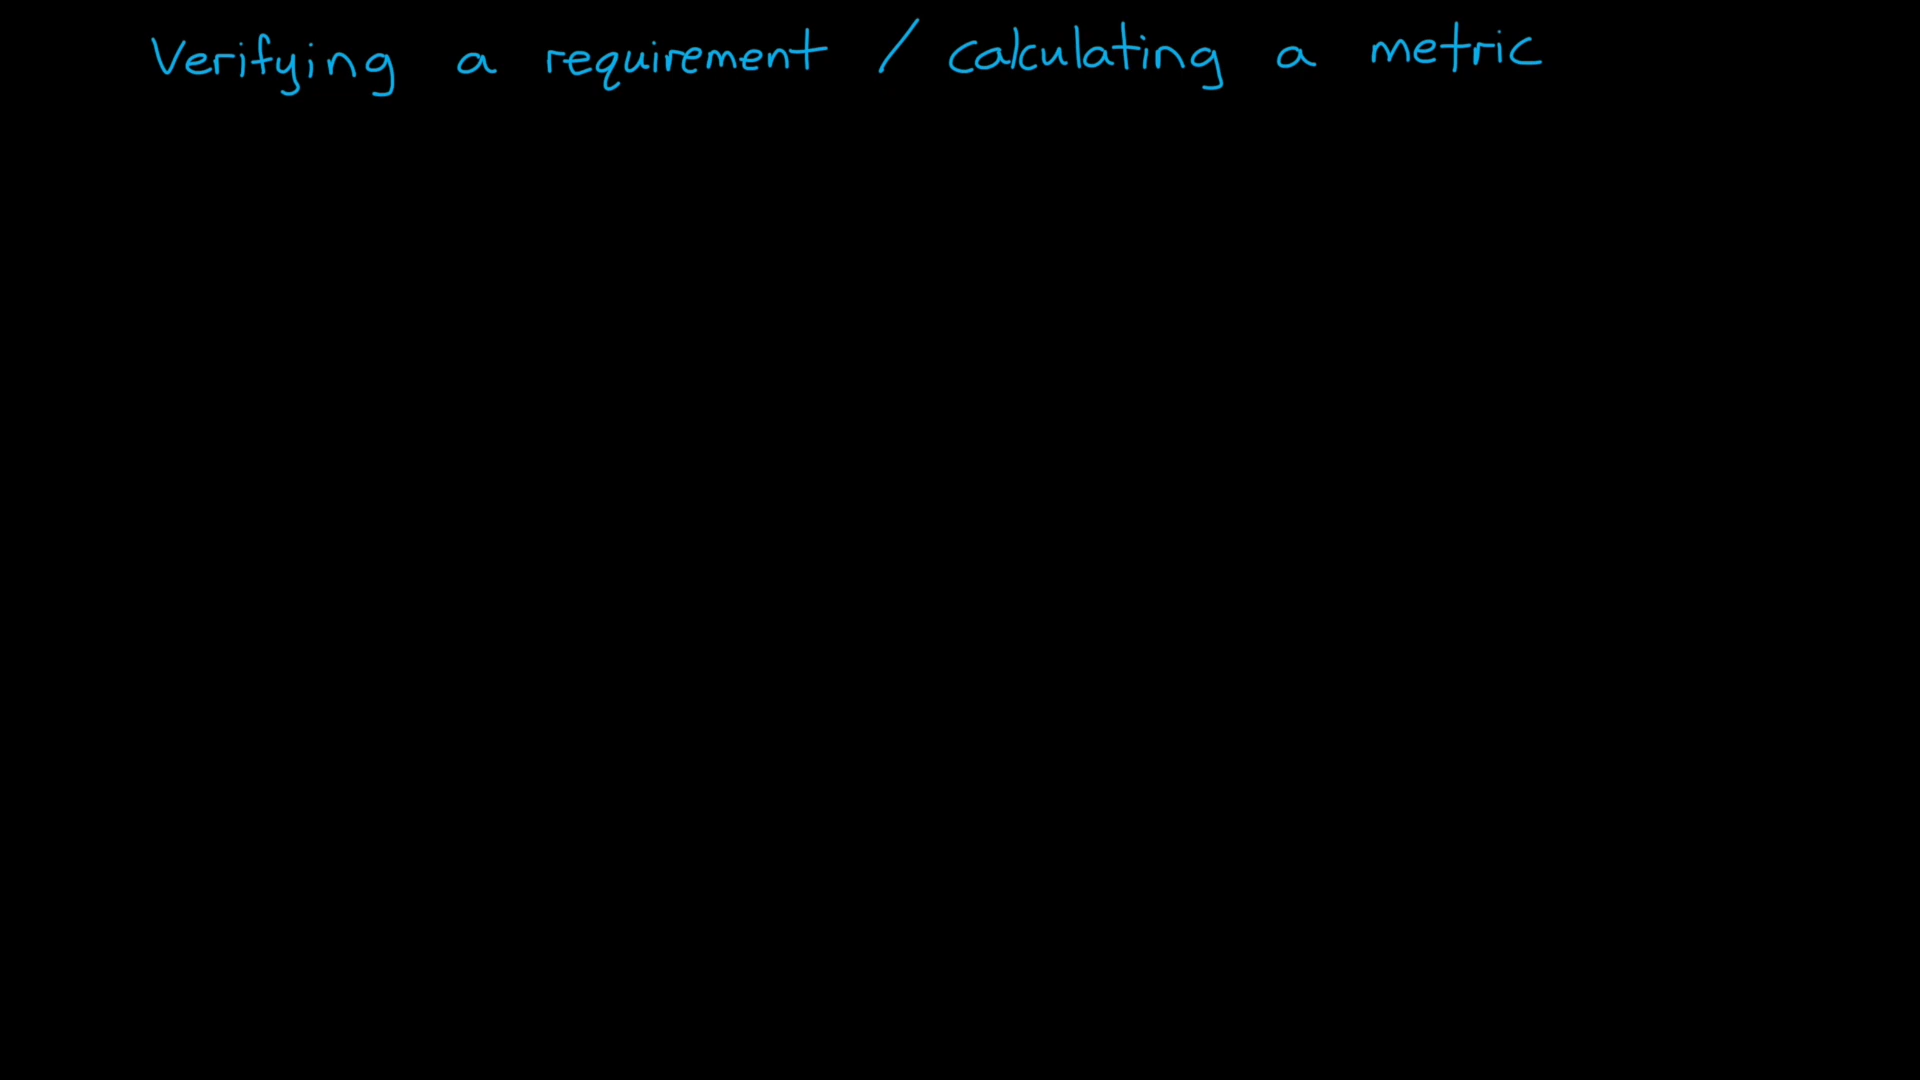 Verifying a requirement / calculating a metric